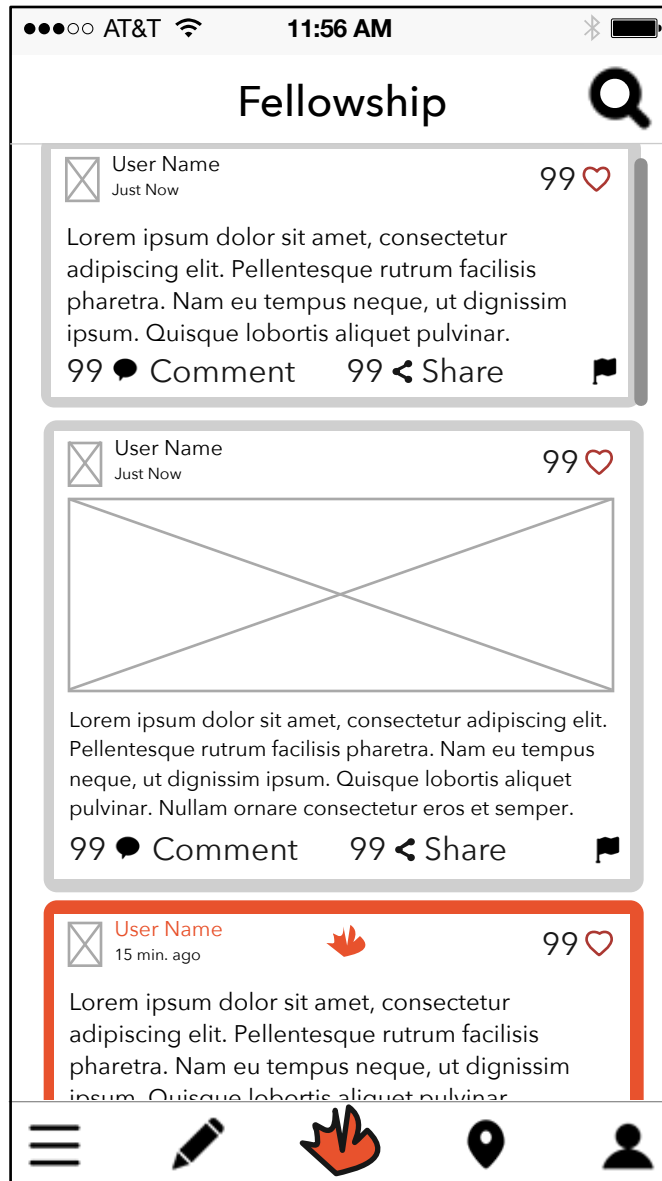 AT&T 11:56 AM
Fellowship
User Name
Just Now
99
Lorem ipsum dolor sit amet, consectetur
adipiscing elit. Pellentesque rutrum facilisis
pharetra. Nam eu tempus neque, ut dignissim
ipsum. Quisque lobortis aliquet pulvinar.
99 Comment 99 Share
User Name
Just Now
99
Lorem ipsum dolor sit amet, consectetur adipiscing elit.
Pellentesque rutrum facilisis pharetra. Nam eu tempus
neque, ut dignissim ipsum. Quisque lobortis aliquet
pulvinar. Nullam ornare consectetur eros et semper.
99 Comment 99 Share
User Name
15 min. ago
99
Lorem ipsum dolor sit amet, consectetur
adipiscing elit. Pellentesque rutrum facilisis
pharetra. Nam eu tempus neque, ut dignissim
ipsum. Quisque lobortis aliquet pulvinar.